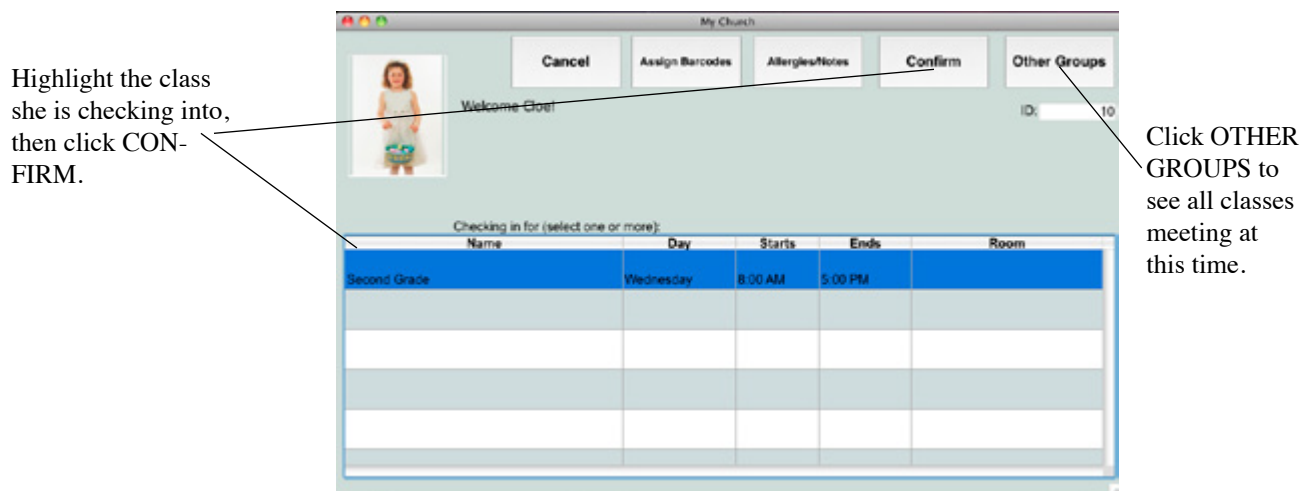 My Church
Cancel
Assign Barcodes
Allergies/Notes
Confirm
Other Groups
Highlight the class
she is checking into,
then click CON-
FIRM.
Welcome Cloe!
ID: 10
Click OTHER
GROUPS to
see all classes
meeting at
this time.
Checking in for (select one or more):
Name Day Starts Ends Room
Second Grade Wednesday 8:00 AM 5:00 PM